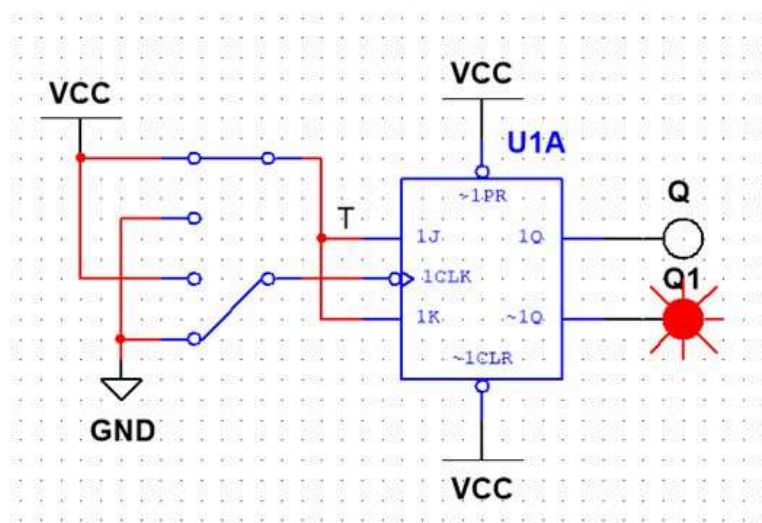 VCC
VCC
U1A
~1PR
Q
T
1J
1Q
1CLK
Q1
1K
~1Q
~1CLR
GND
VCC